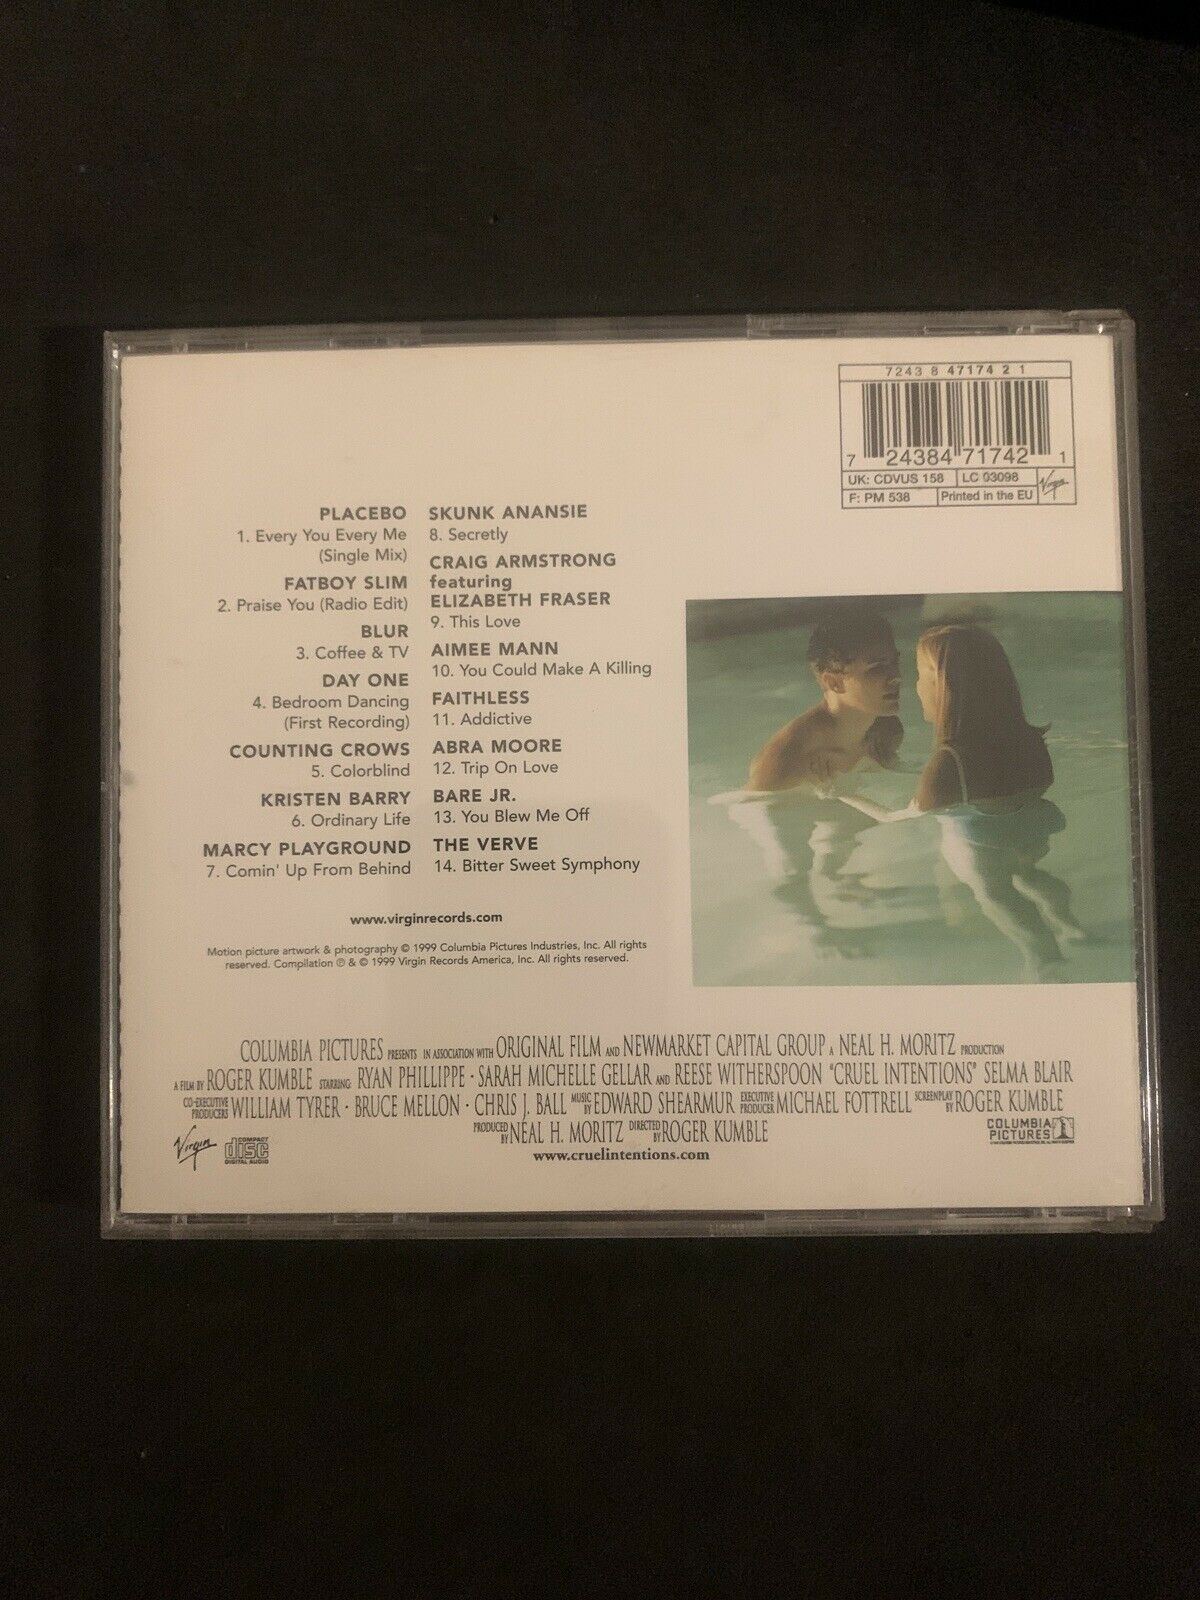 7243 8 47174 2 1
7 24384 71742 1
UK: CDVUS 158 LC 03098
F: PM 538 Printed in the EU
Virgin
PLACEBO
1. Every You Every Me
(Single Mix)
FATBOY SLIM
2. Praise You (Radio Edit)
BLUR
3. Coffee & TV
DAY ONE
4. Bedroom Dancing
(First Recording)
COUNTING CROWS
5. Colorblind
KRISTEN BARRY
6. Ordinary Life
MARCY PLAYGROUND
7. Comin' Up From Behind
SKUNK ANANSIE
8. Secretly
CRAIG ARMSTRONG
featuring
ELIZABETH FRASER
9. This Love
AIMEE MANN
10. You Could Make A Killing
FAITHLESS
11. Addictive
ABRA MOORE
12. Trip On Love
BARE JR.
13. You Blew Me Off
THE VERVE
14. Bitter Sweet Symphony
www.virginrecords.com
Motion picture artwork & photography © 1999 Columbia Pictures Industries, Inc. All rights
reserved. Compilation ℗ & © 1999 Virgin Records America, Inc. All rights reserved.
COLUMBIA PICTURES PRESENTS IN ASSOCIATION WITH ORIGINAL FILM AND NEWMARKET CAPITAL GROUP A NEAL H. MORITZ PRODUCTION
A FILM BY ROGER KUMBLE STARRING RYAN PHILLIPPE · SARAH MICHELLE GELLAR AND REESE WITHERSPOON "CRUEL INTENTIONS" SELMA BLAIR
CO-EXECUTIVE PRODUCERS WILLIAM TYRER · BRUCE MELLON · CHRIS J. BALL MUSIC BY EDWARD SHEARMUR EXECUTIVE PRODUCER MICHAEL FOTTRELL SCREENPLAY BY ROGER KUMBLE
PRODUCED BY NEAL H. MORITZ DIRECTED BY ROGER KUMBLE
www.cruelintentions.com
Virgin
COMPACT
disc
DIGITAL AUDIO
COLUMBIA
PICTURES